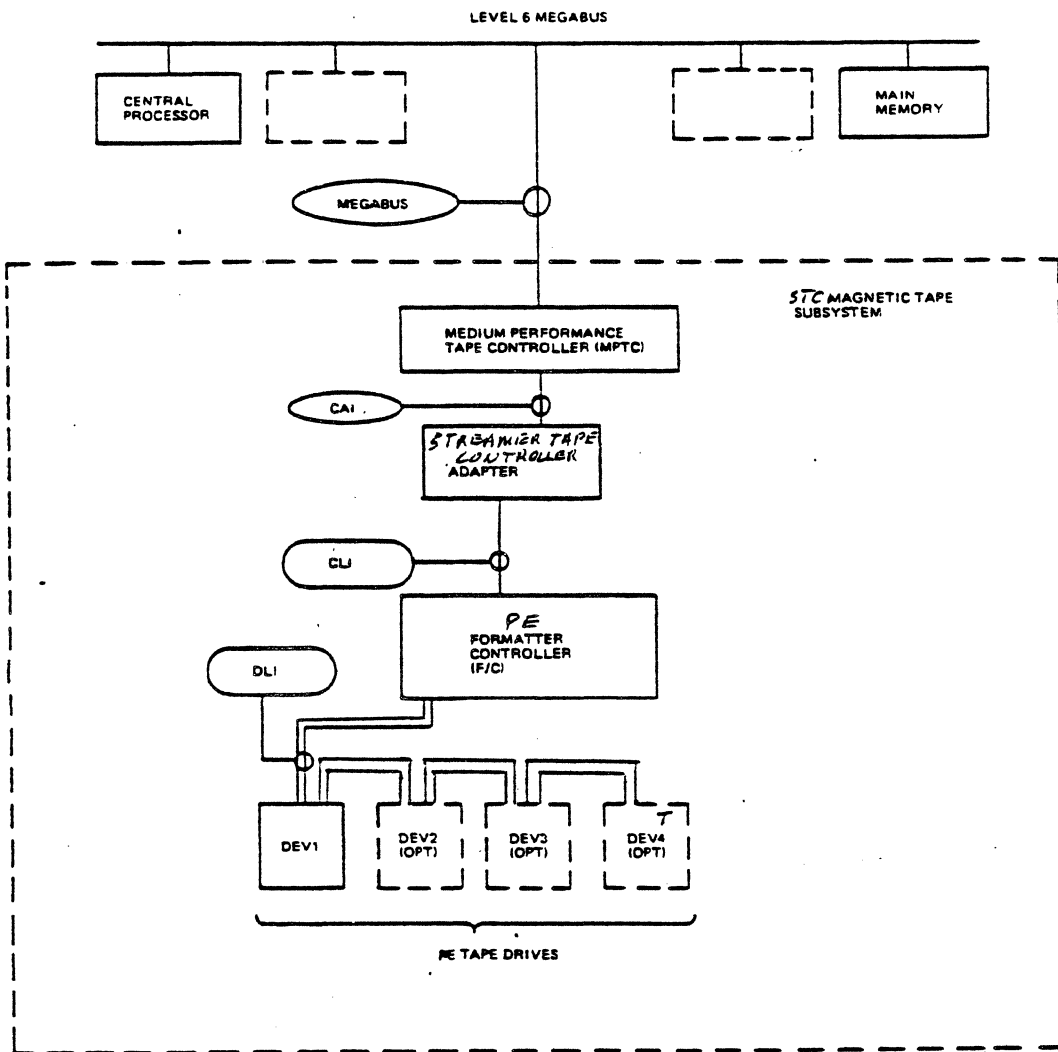 LEVEL 6 MEGABUS
CENTRAL
PROCESSOR
MAIN
MEMORY
MEGABUS
STC MAGNETIC TAPE
SUBSYSTEM
MEDIUM PERFORMANCE
TAPE CONTROLLER (MPTC)
CAI
STREAMER TAPE
CONTROLLER
ADAPTER
CLI
PE
FORMATTER
CONTROLLER
(F/C)
DLI
DEV1
DEV2
(OPT)
DEV3
(OPT)
T
DEV4
(OPT)
PE TAPE DRIVES